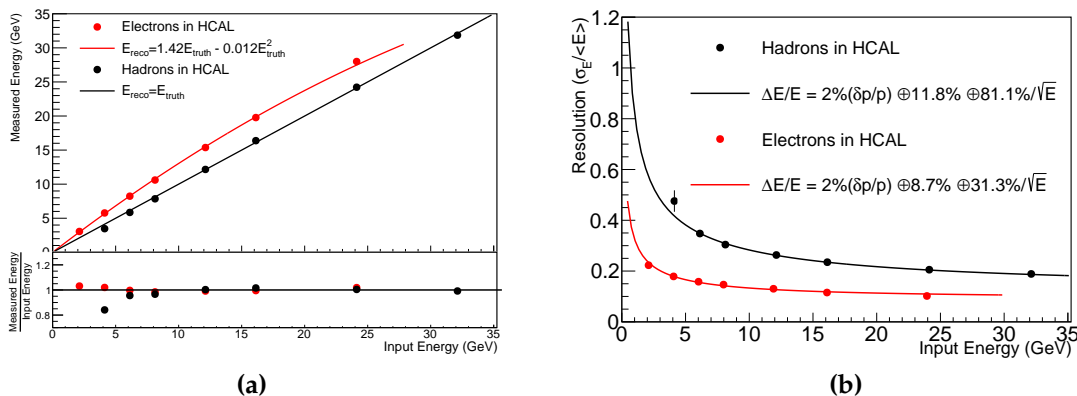 Measured Energy (GeV)
35
30
25
20
15
10
5
0
Electrons in HCAL
E_reco=1.42E_truth - 0.012E²_truth
Hadrons in HCAL
E_reco=E_truth
Measured Energy
Input Energy
1.2
1
0.8
0 5 10 15 20 25 30 35
Input Energy (GeV)
(a)
Resolution (σ_E/<E>)
1.2
1
0.8
0.6
0.4
0.2
0
Hadrons in HCAL
ΔE/E = 2%(δp/p) ⊕11.8% ⊕81.1%/√E
Electrons in HCAL
ΔE/E = 2%(δp/p) ⊕8.7% ⊕31.3%/√E
0 5 10 15 20 25 30 35
Input Energy (GeV)
(b)